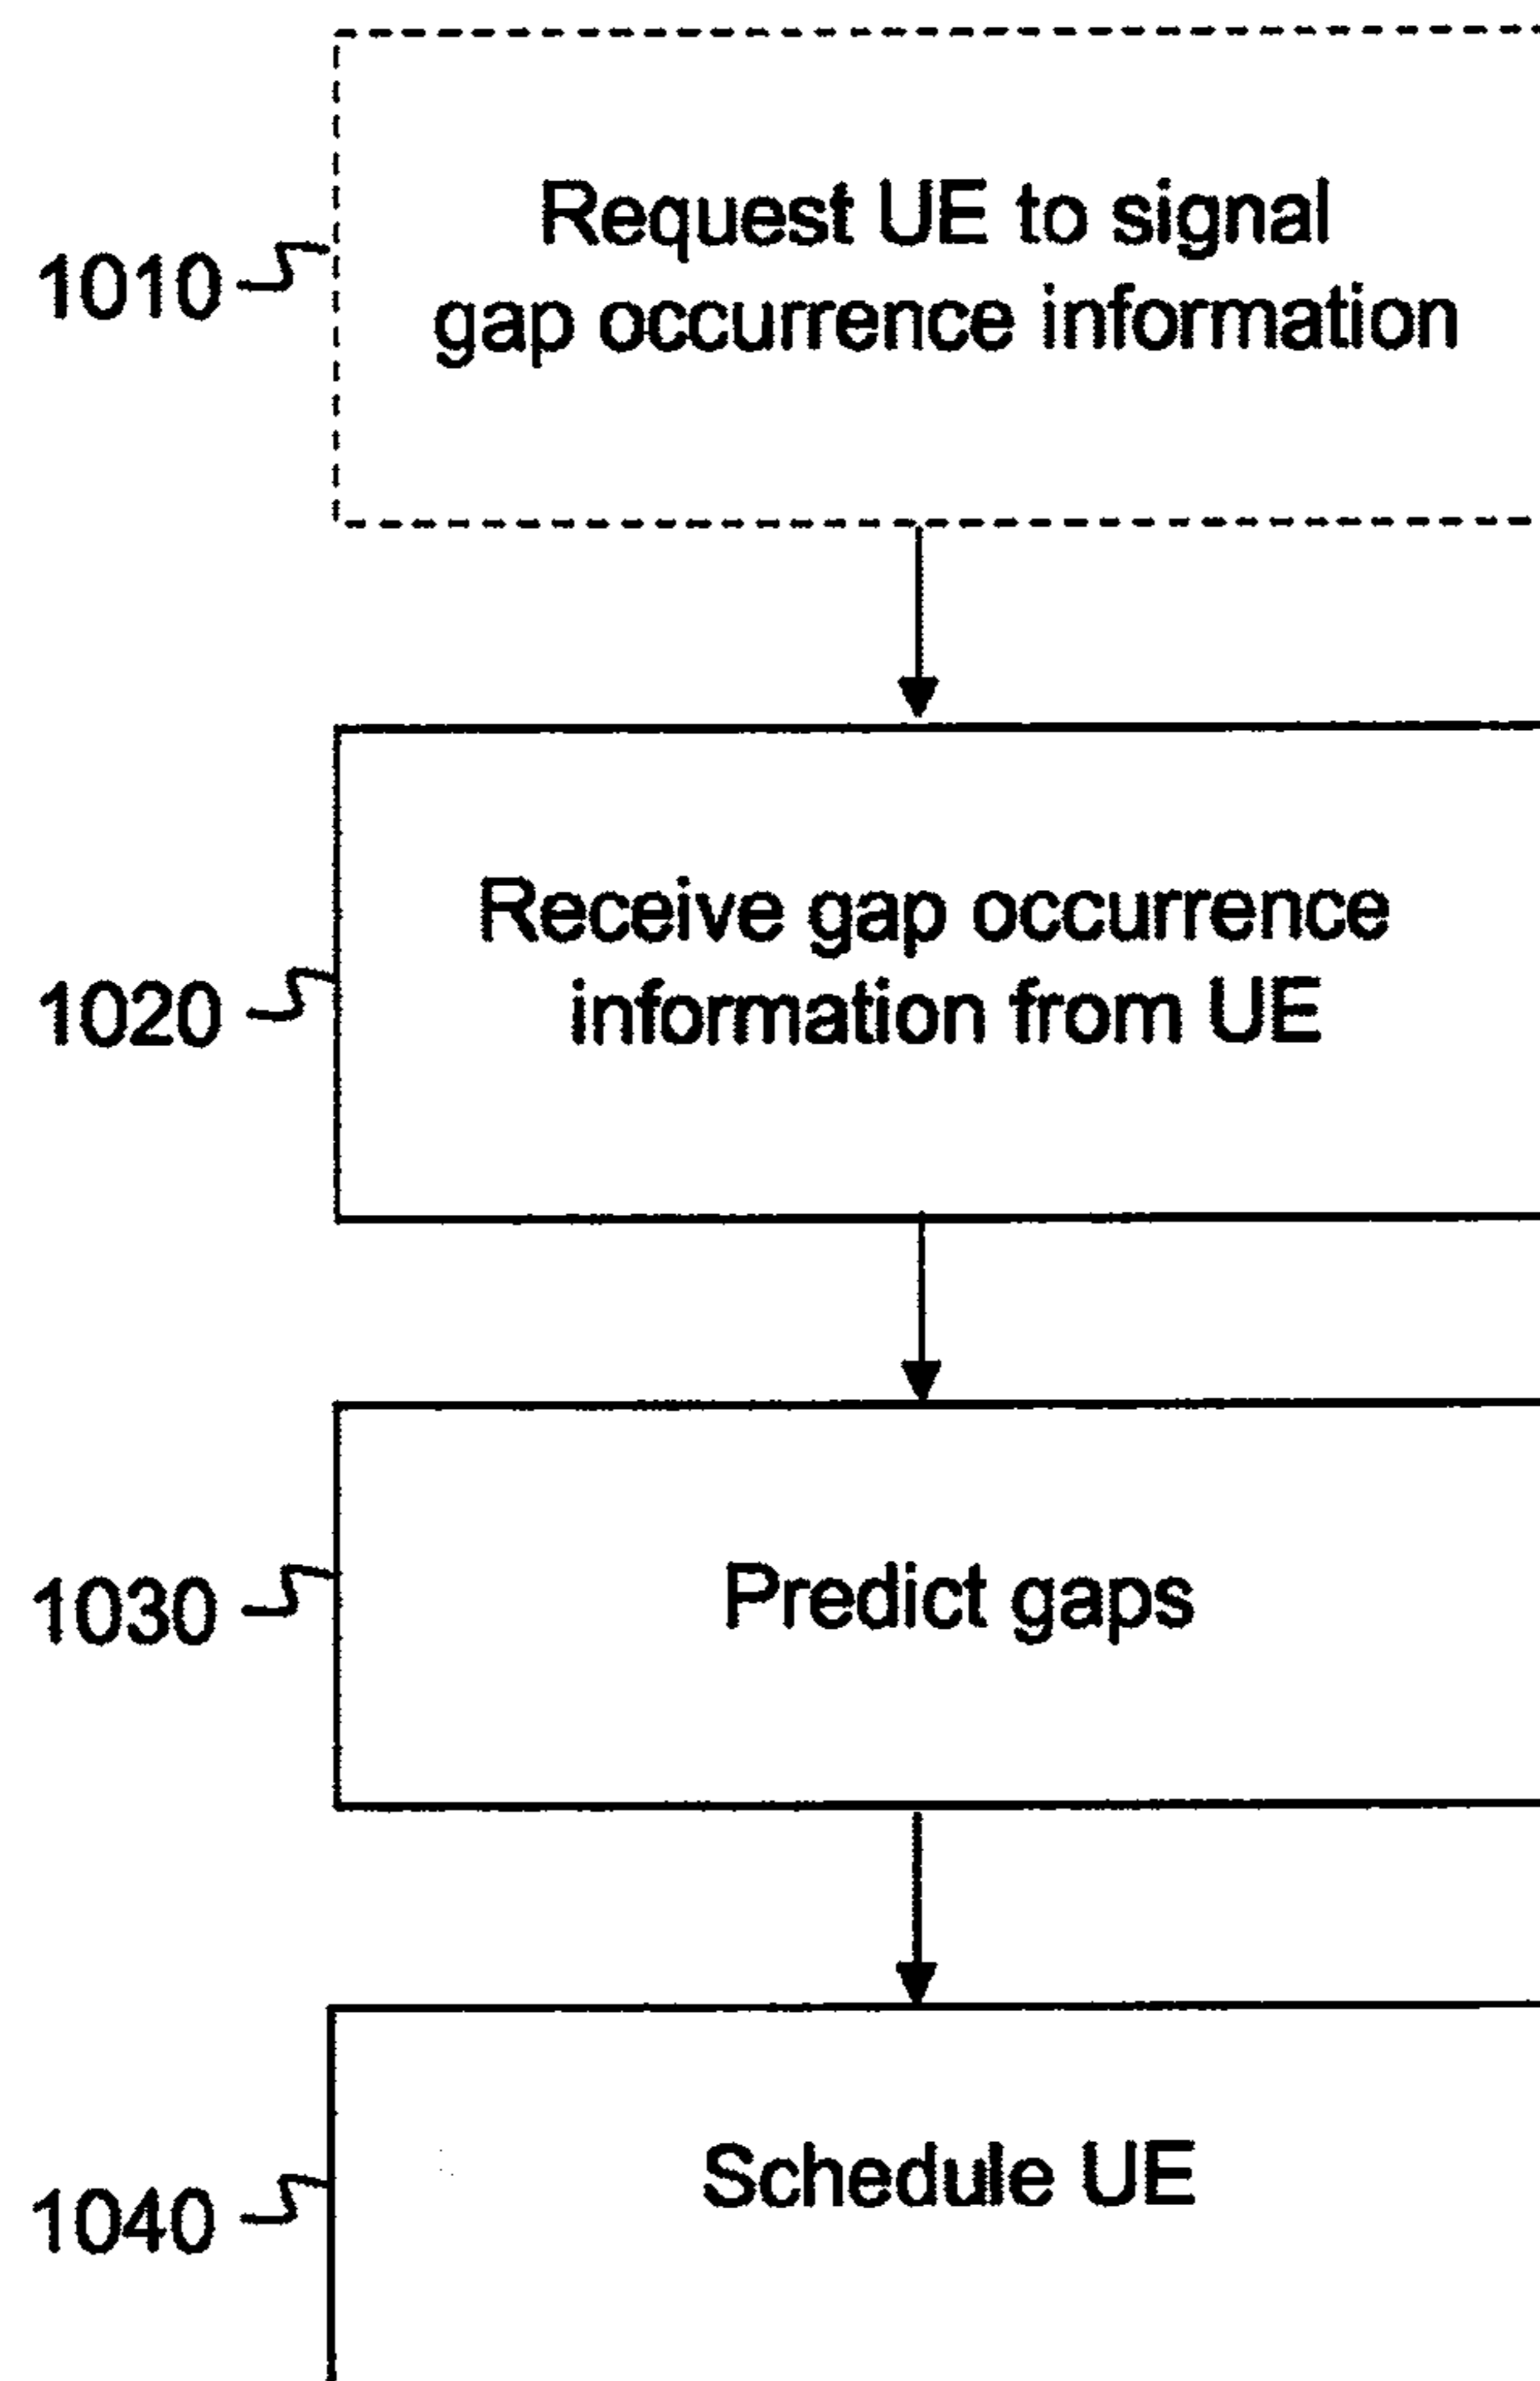 Request UE to signal
gap occurrence information
1010
Receive gap occurrence
information from UE
1020
Predict gaps
1030
Schedule UE
1040